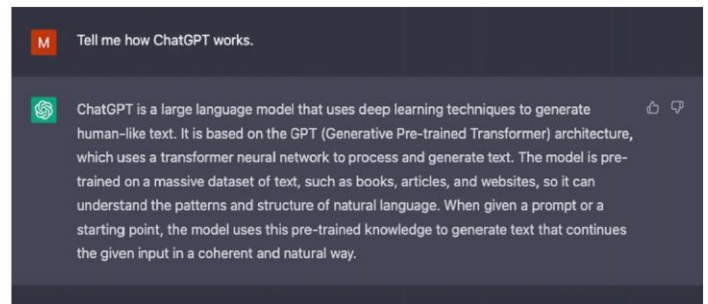 M
Tell me how ChatGPT works.
ChatGPT is a large language model that uses deep learning techniques to generate
human-like text. It is based on the GPT (Generative Pre-trained Transformer) architecture,
which uses a transformer neural network to process and generate text. The model is pre-
trained on a massive dataset of text, such as books, articles, and websites, so it can
understand the patterns and structure of natural language. When given a prompt or a
starting point, the model uses this pre-trained knowledge to generate text that continues
the given input in a coherent and natural way.